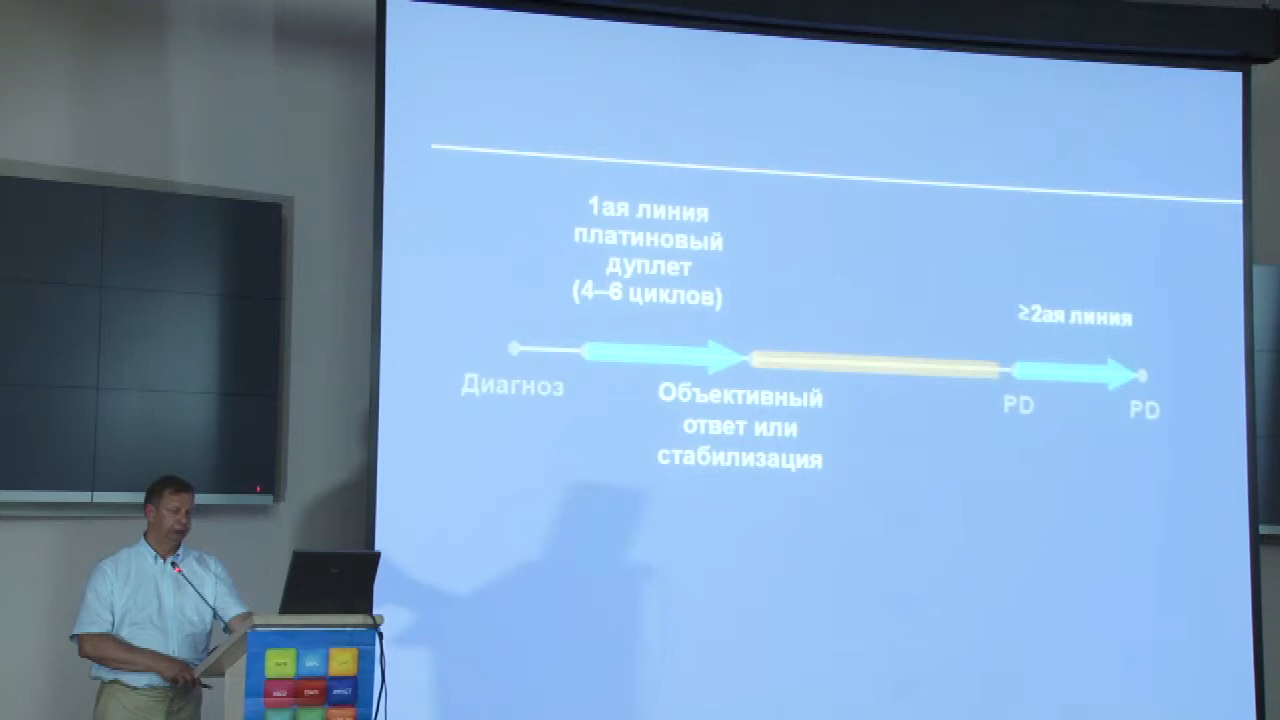 1ая линия
платиновый
дуплет
(4–6 циклов)
≥2ая линия
Диагноз
Объективный
ответ или
стабилизация
PD
PD